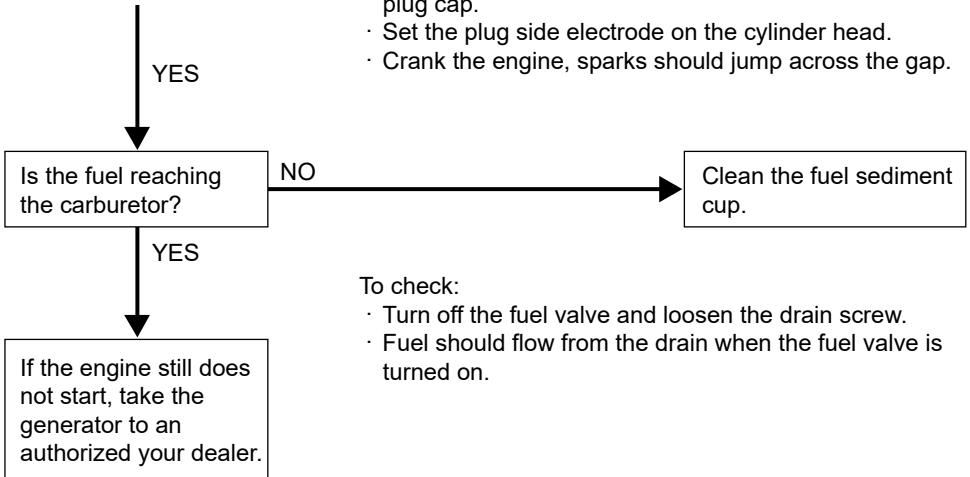 plug cap.
· Set the plug side electrode on the cylinder head.
· Crank the engine, sparks should jump across the gap.
YES
Is the fuel reaching
the carburetor?
NO
Clean the fuel sediment
cup.
YES
To check:
· Turn off the fuel valve and loosen the drain screw.
· Fuel should flow from the drain when the fuel valve is
turned on.
If the engine still does
not start, take the
generator to an
authorized your dealer.